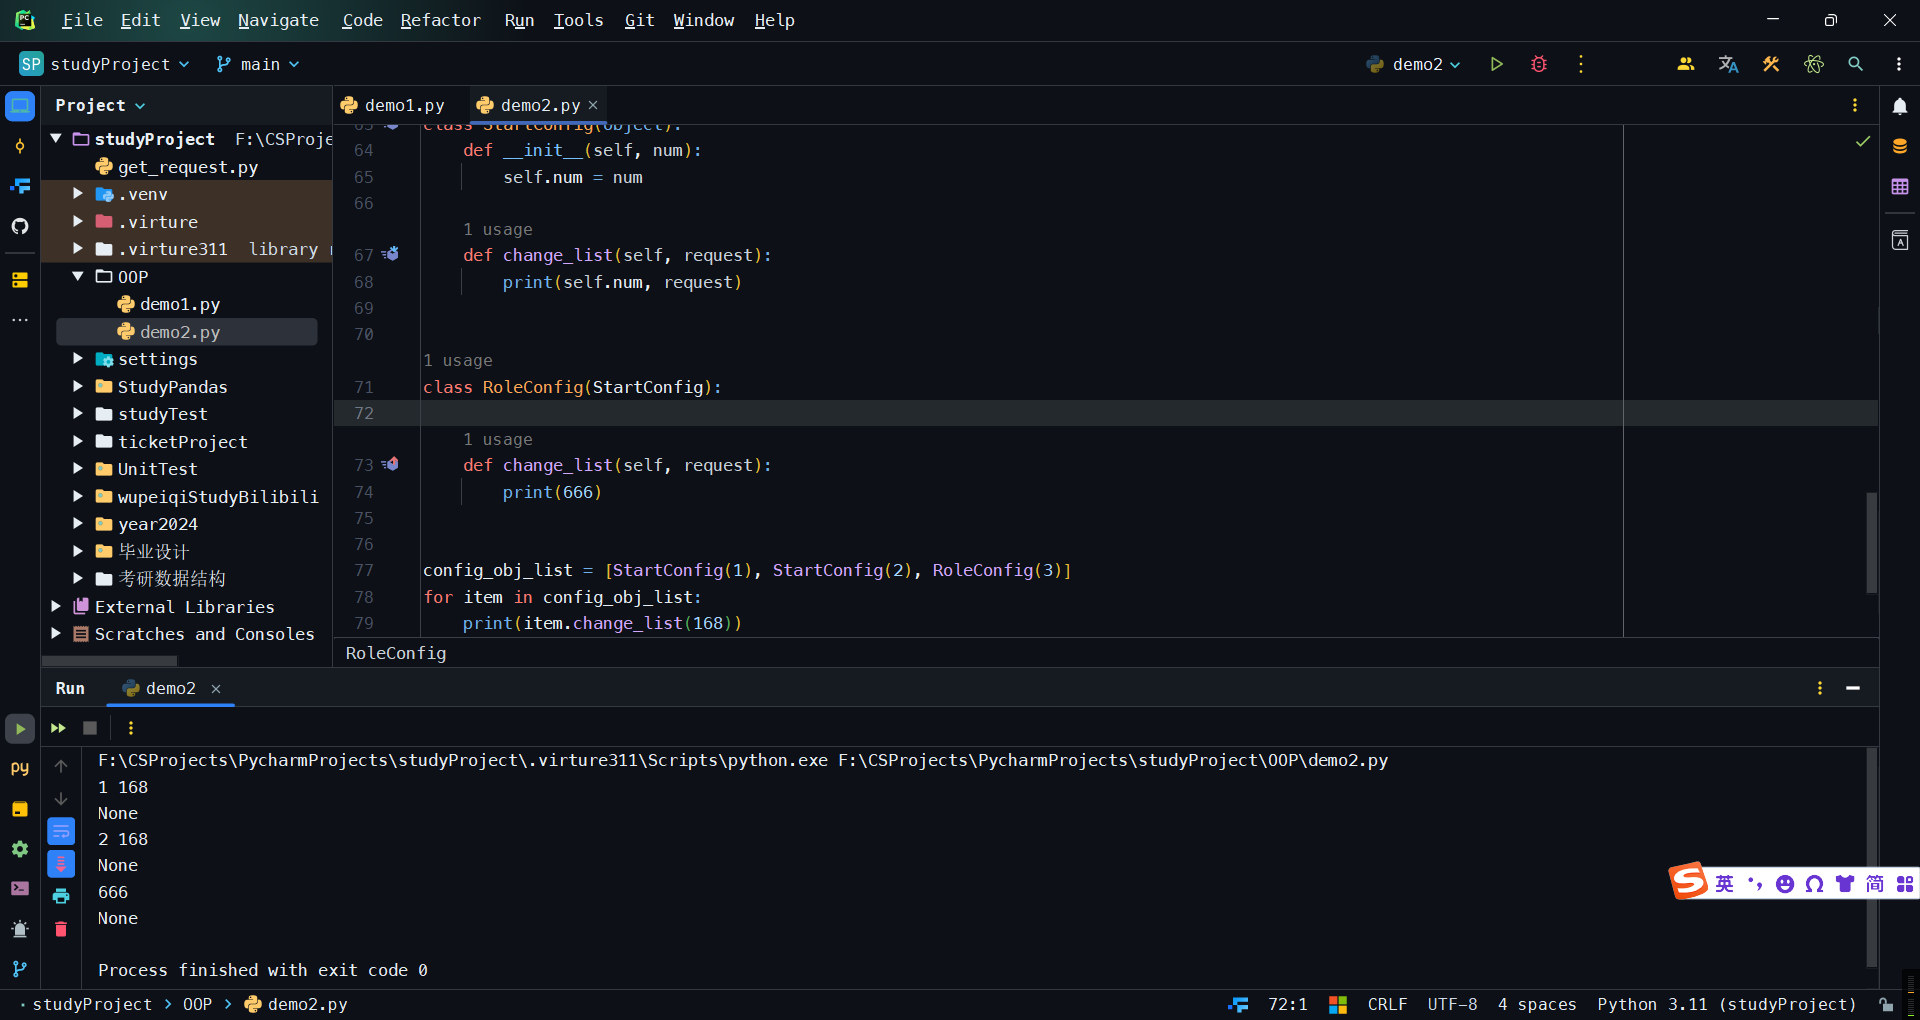 File Edit View Navigate Code Refactor Run Tools Git Window Help
SP studyProject main demo2
Project
demo1.py demo2.py
studyProject F:\CSProje
get_request.py
.venv
.virture
.virture311 library
OOP
demo1.py
demo2.py
settings
StudyPandas
studyTest
ticketProject
UnitTest
wupeiqiStudyBilibili
year2024
毕业设计
考研数据结构
External Libraries
Scratches and Consoles
63 class StartConfig(object):
64 def __init__(self, num):
65 self.num = num
66
1 usage
67 def change_list(self, request):
68 print(self.num, request)
69
70
1 usage
71 class RoleConfig(StartConfig):
72
1 usage
73 def change_list(self, request):
74 print(666)
75
76
77 config_obj_list = [StartConfig(1), StartConfig(2), RoleConfig(3)]
78 for item in config_obj_list:
79 print(item.change_list(168))
RoleConfig
Run demo2
F:\CSProjects\PycharmProjects\studyProject\.virture311\Scripts\python.exe F:\CSProjects\PycharmProjects\studyProject\OOP\demo2.py
1 168
None
2 168
None
666
None
Process finished with exit code 0
英 简
studyProject > OOP > demo2.py
72:1 CRLF UTF-8 4 spaces Python 3.11 (studyProject)